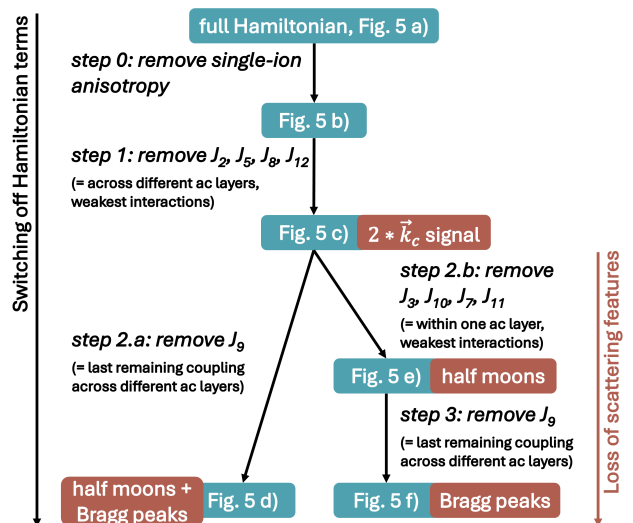 full Hamiltonian, Fig. 5 a)
step 0: remove single-ion
anisotropy
Fig. 5 b)
step 1: remove J₂, J₅, J₈, J₁₂
(= across different ac layers,
weakest interactions)
Fig. 5 c)
2 * k⃗_c signal
step 2.b: remove
J₃, J₁₀, J₇, J₁₁
(= within one ac layer,
weakest interactions)
step 2.a: remove J₉
(= last remaining coupling
across different ac layers)
Fig. 5 e)
half moons
step 3: remove J₉
(= last remaining coupling
across different ac layers)
half moons +
Bragg peaks
Fig. 5 d)
Fig. 5 f)
Bragg peaks
Switching off Hamiltonian terms
Loss of scattering features